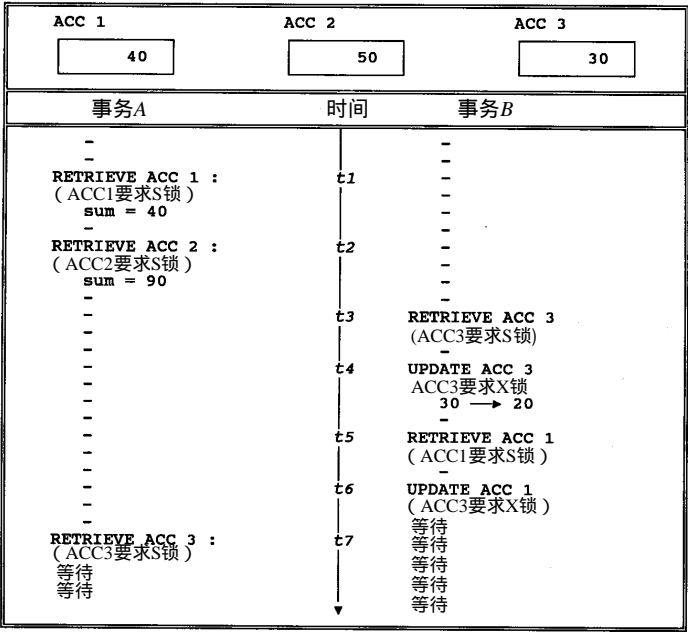 ACC 1 ACC 2 ACC 3
40 50 30
事务A 时间 事务B
-
-
-
-
RETRIEVE ACC 1 : t1 -
(ACC1要求S锁) -
sum = 40 -
- -
RETRIEVE ACC 2 : t2 -
(ACC2要求S锁) -
sum = 90 -
- -
- t3 RETRIEVE ACC 3
- (ACC3要求S锁)
- -
- t4 UPDATE ACC 3
- ACC3要求X锁
- 30 → 20
- -
- t5 RETRIEVE ACC 1
- (ACC1要求S锁)
- -
- t6 UPDATE ACC 1
- (ACC3要求X锁)
- 等待
RETRIEVE ACC 3 : t7 等待
(ACC3要求S锁) 等待
等待 等待
等待 等待